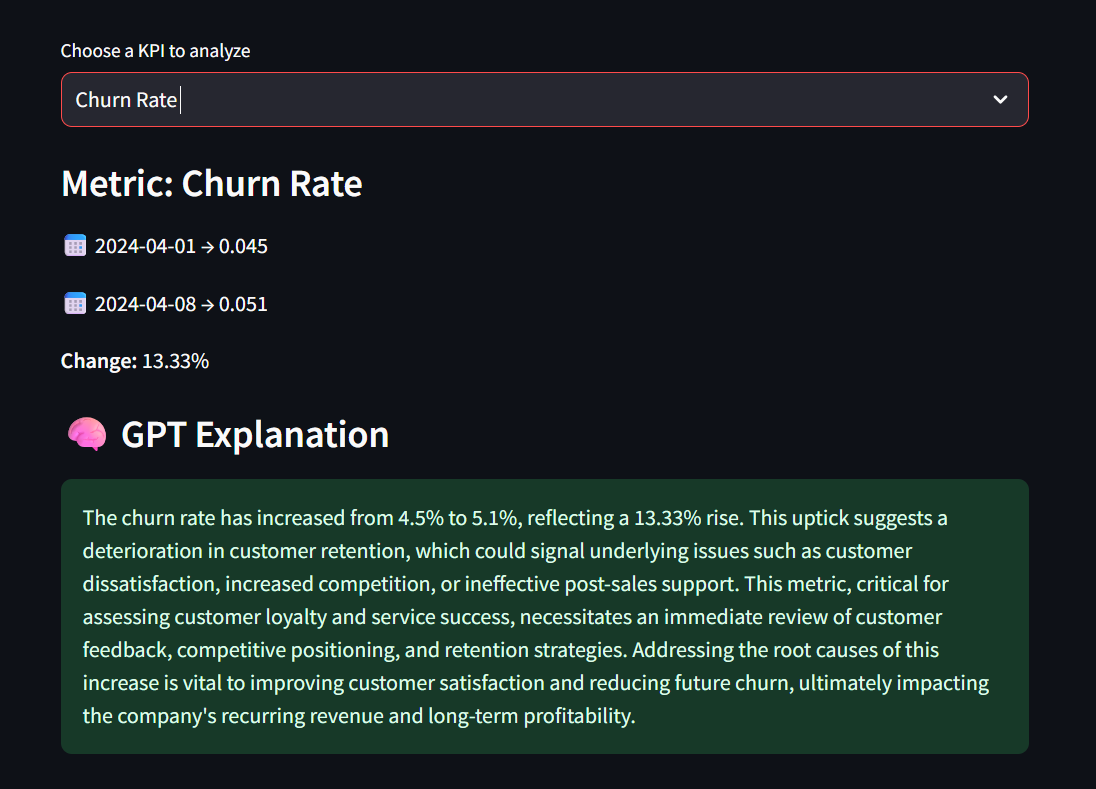 Choose a KPI to analyze
Churn Rate
Metric: Churn Rate
2024-04-01 → 0.045
2024-04-08 → 0.051
Change: 13.33%
GPT Explanation
The churn rate has increased from 4.5% to 5.1%, reflecting a 13.33% rise. This uptick suggests a
deterioration in customer retention, which could signal underlying issues such as customer
dissatisfaction, increased competition, or ineffective post-sales support. This metric, critical for
assessing customer loyalty and service success, necessitates an immediate review of customer
feedback, competitive positioning, and retention strategies. Addressing the root causes of this
increase is vital to improving customer satisfaction and reducing future churn, ultimately impacting
the company's recurring revenue and long-term profitability.